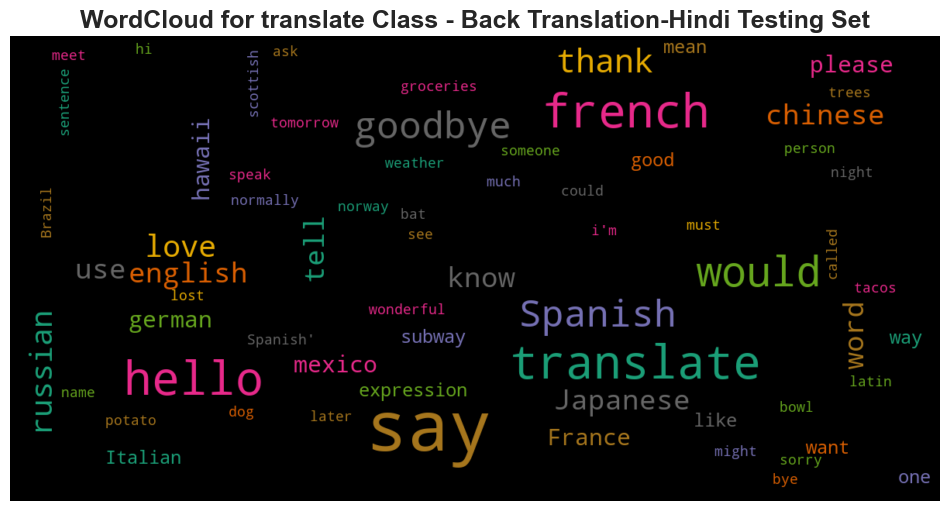 WordCloud for translate Class - Back Translation-Hindi Testing Set
meet
hi
ask
thank
mean
please
sentence
scottish
groceries
french
trees
chinese
tomorrow
goodbye
hawaii
weather
someone
good
person
speak
much
could
night
normally
Brazil
norway
bat
see
i'm
must
called
love
tell
use
english
know
would
tacos
lost
wonderful
german
Spanish
word
Spanish'
subway
way
russian
mexico
translate
hello
name
expression
latin
potato
dog
later
say
Japanese
like
bowl
France
want
Italian
might
sorry
bye
one